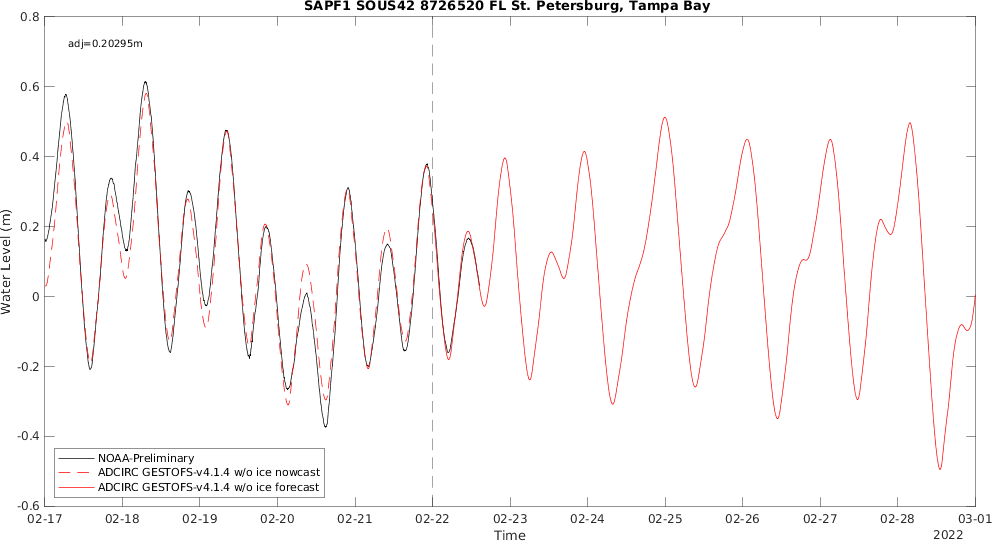 SAPF1 SOUS42 8726520 FL St. Petersburg, Tampa Bay
adj=0.20295m
Water Level (m)
0.8
0.6
0.4
0.2
0
-0.2
-0.4
-0.6
NOAA-Preliminary
ADCIRC GESTOFS-v4.1.4 w/o ice nowcast
ADCIRC GESTOFS-v4.1.4 w/o ice forecast
02-17 02-18 02-19 02-20 02-21 02-22 02-23 02-24 02-25 02-26 02-27 02-28 03-01
Time
2022